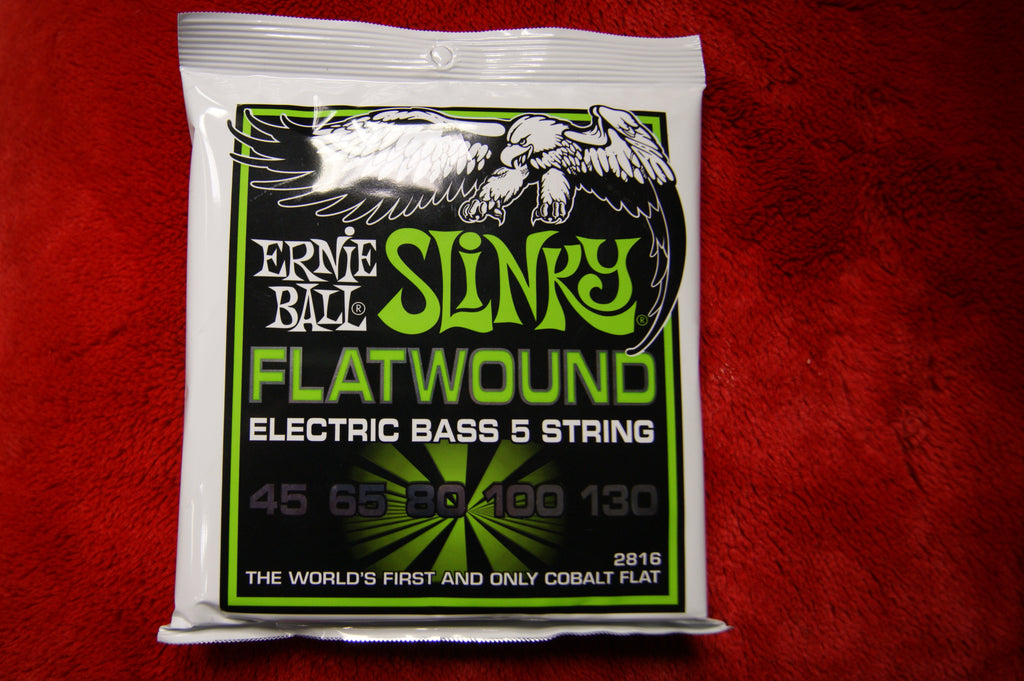 ERNIE BALL® SLINKY®
FLATWOUND
ELECTRIC BASS 5 STRING
45 65 80 100 130
2816
THE WORLD'S FIRST AND ONLY COBALT FLAT